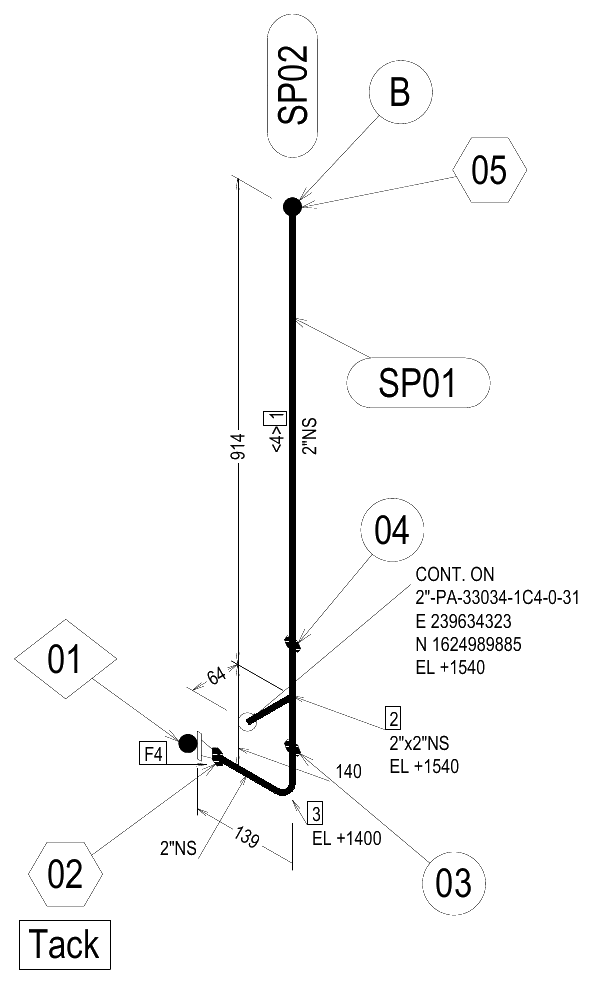 SP02
B
05
SP01
914
<4> 1
2"NS
04
CONT. ON
2"-PA-33034-1C4-0-31
E 239634323
N 1624989885
EL +1540
01
64
2
2"x2"NS
EL +1540
F4
140
139
3
EL +1400
2"NS
02
03
Tack